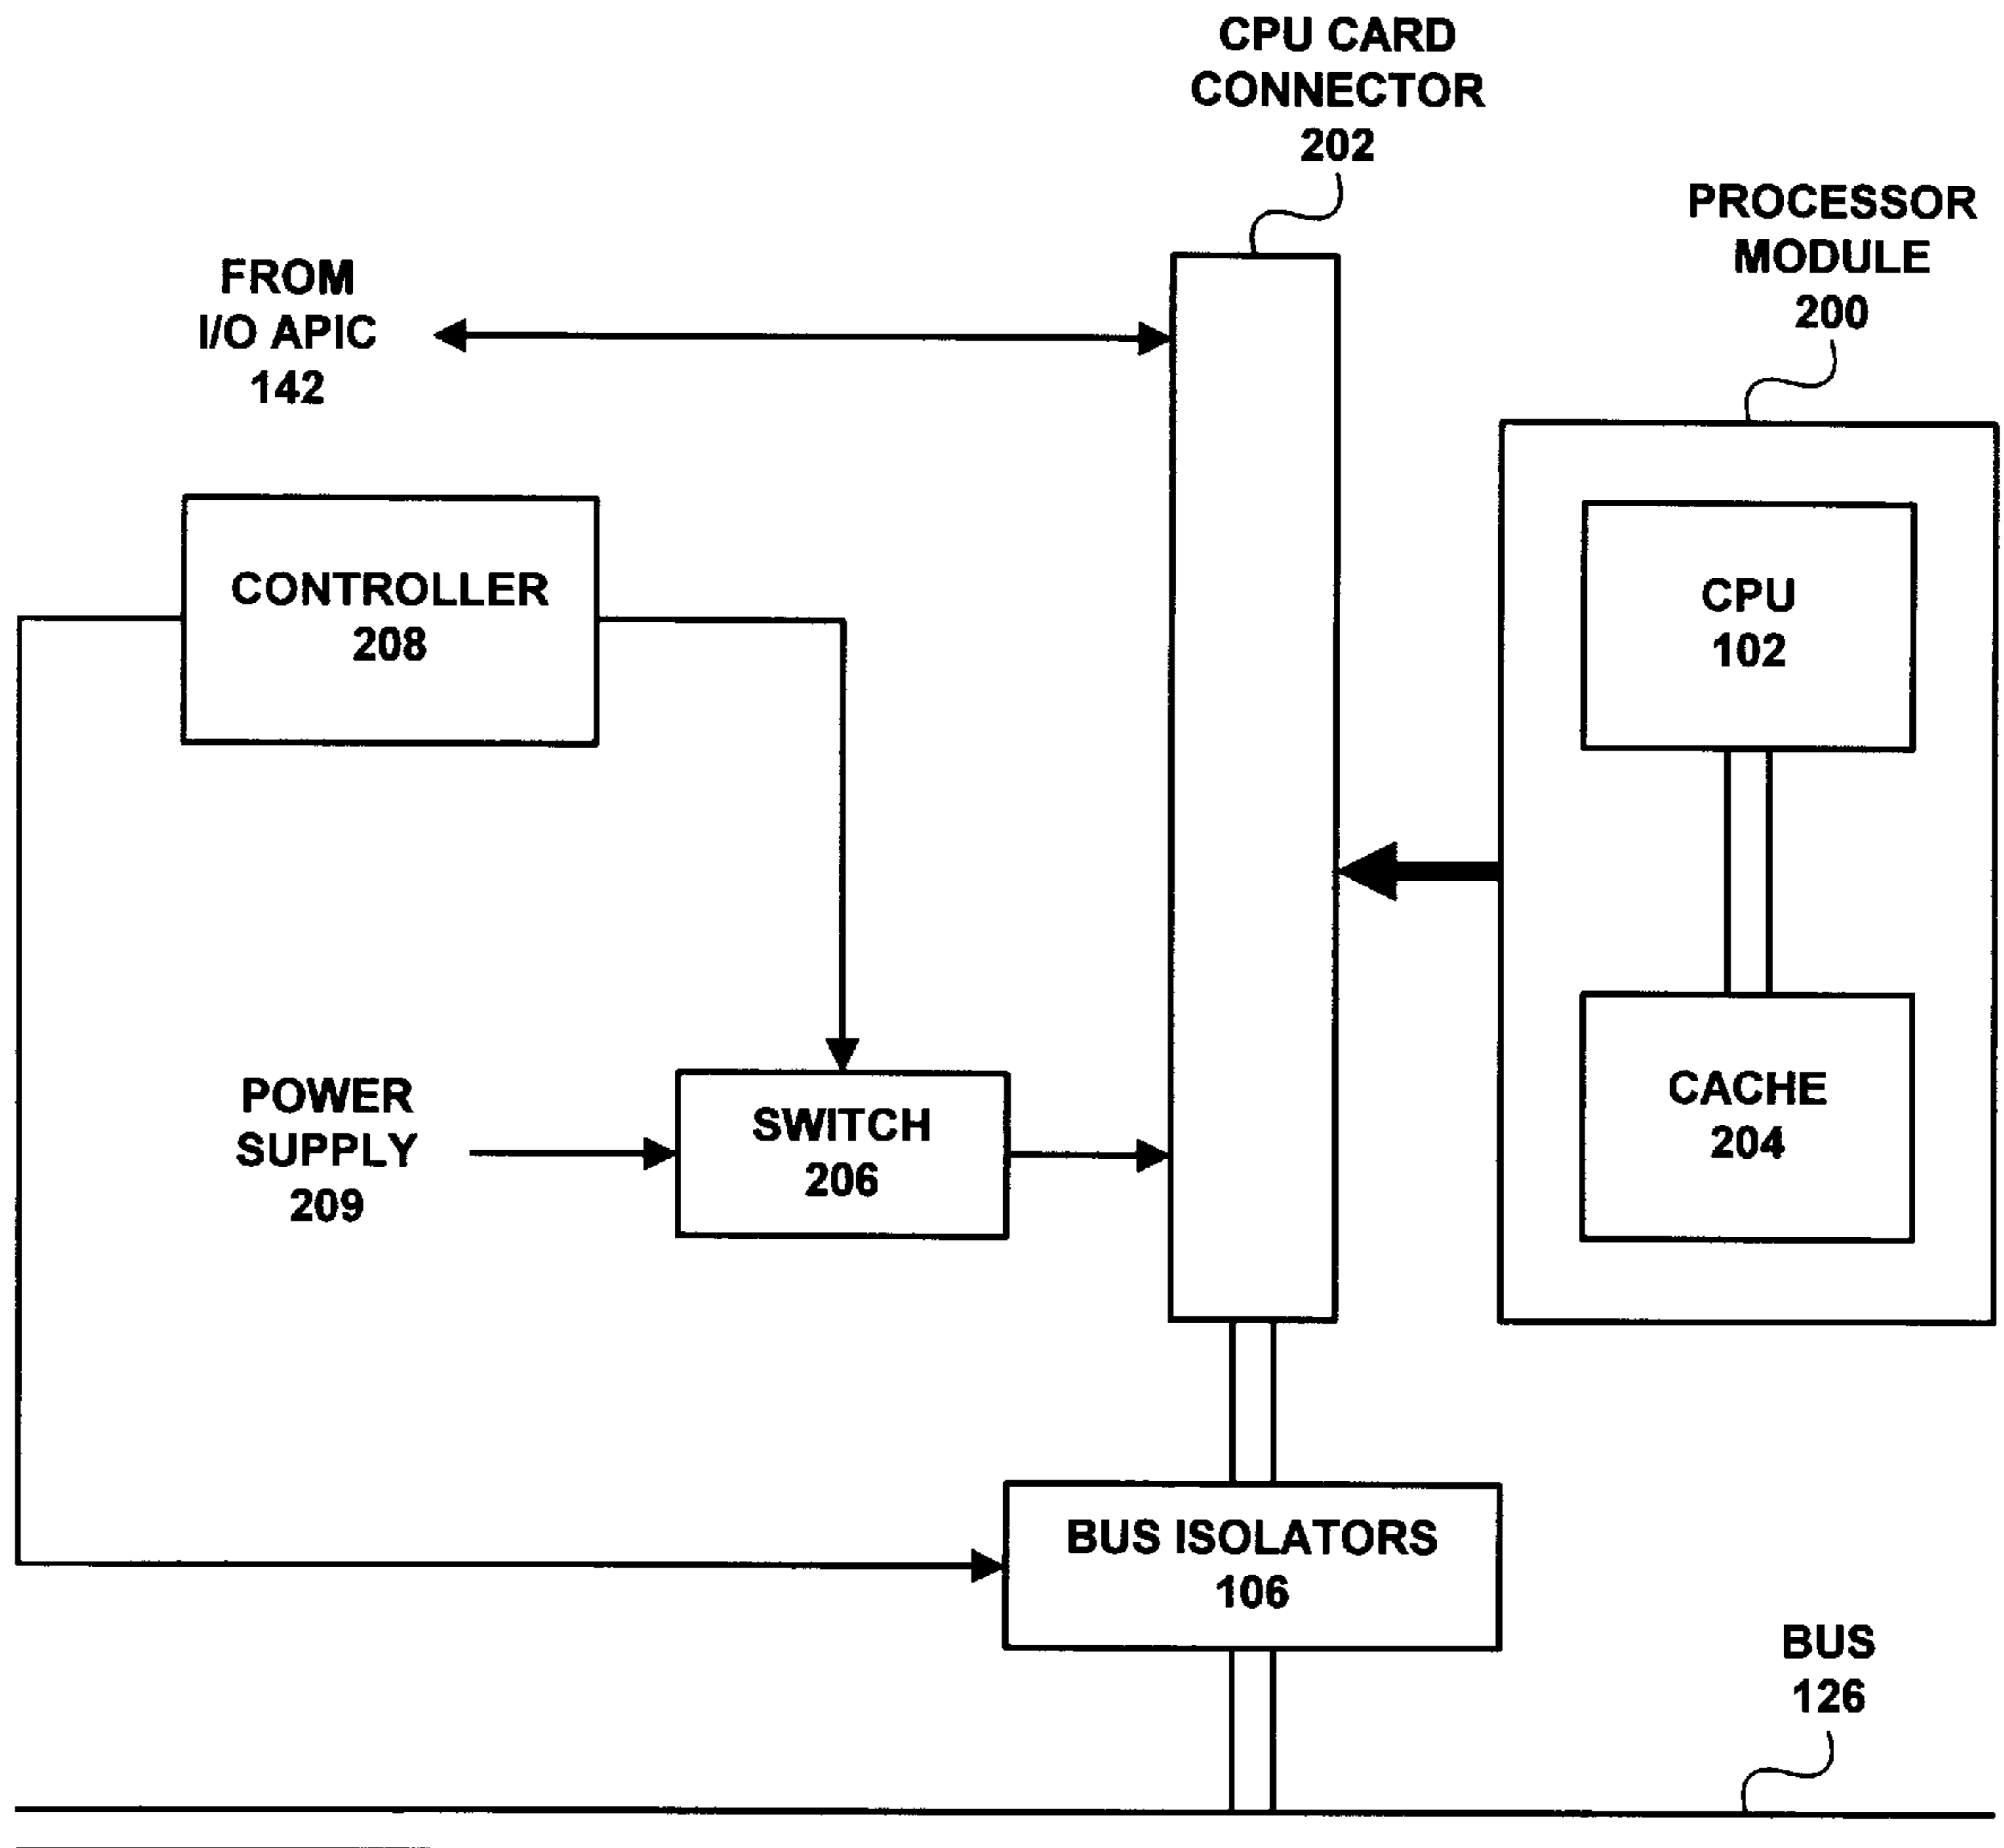 CPU CARD
CONNECTOR
202
PROCESSOR
MODULE
200
FROM
I/O APIC
142
CONTROLLER
208
CPU
102
POWER
SUPPLY
209
SWITCH
206
CACHE
204
BUS ISOLATORS
106
BUS
126